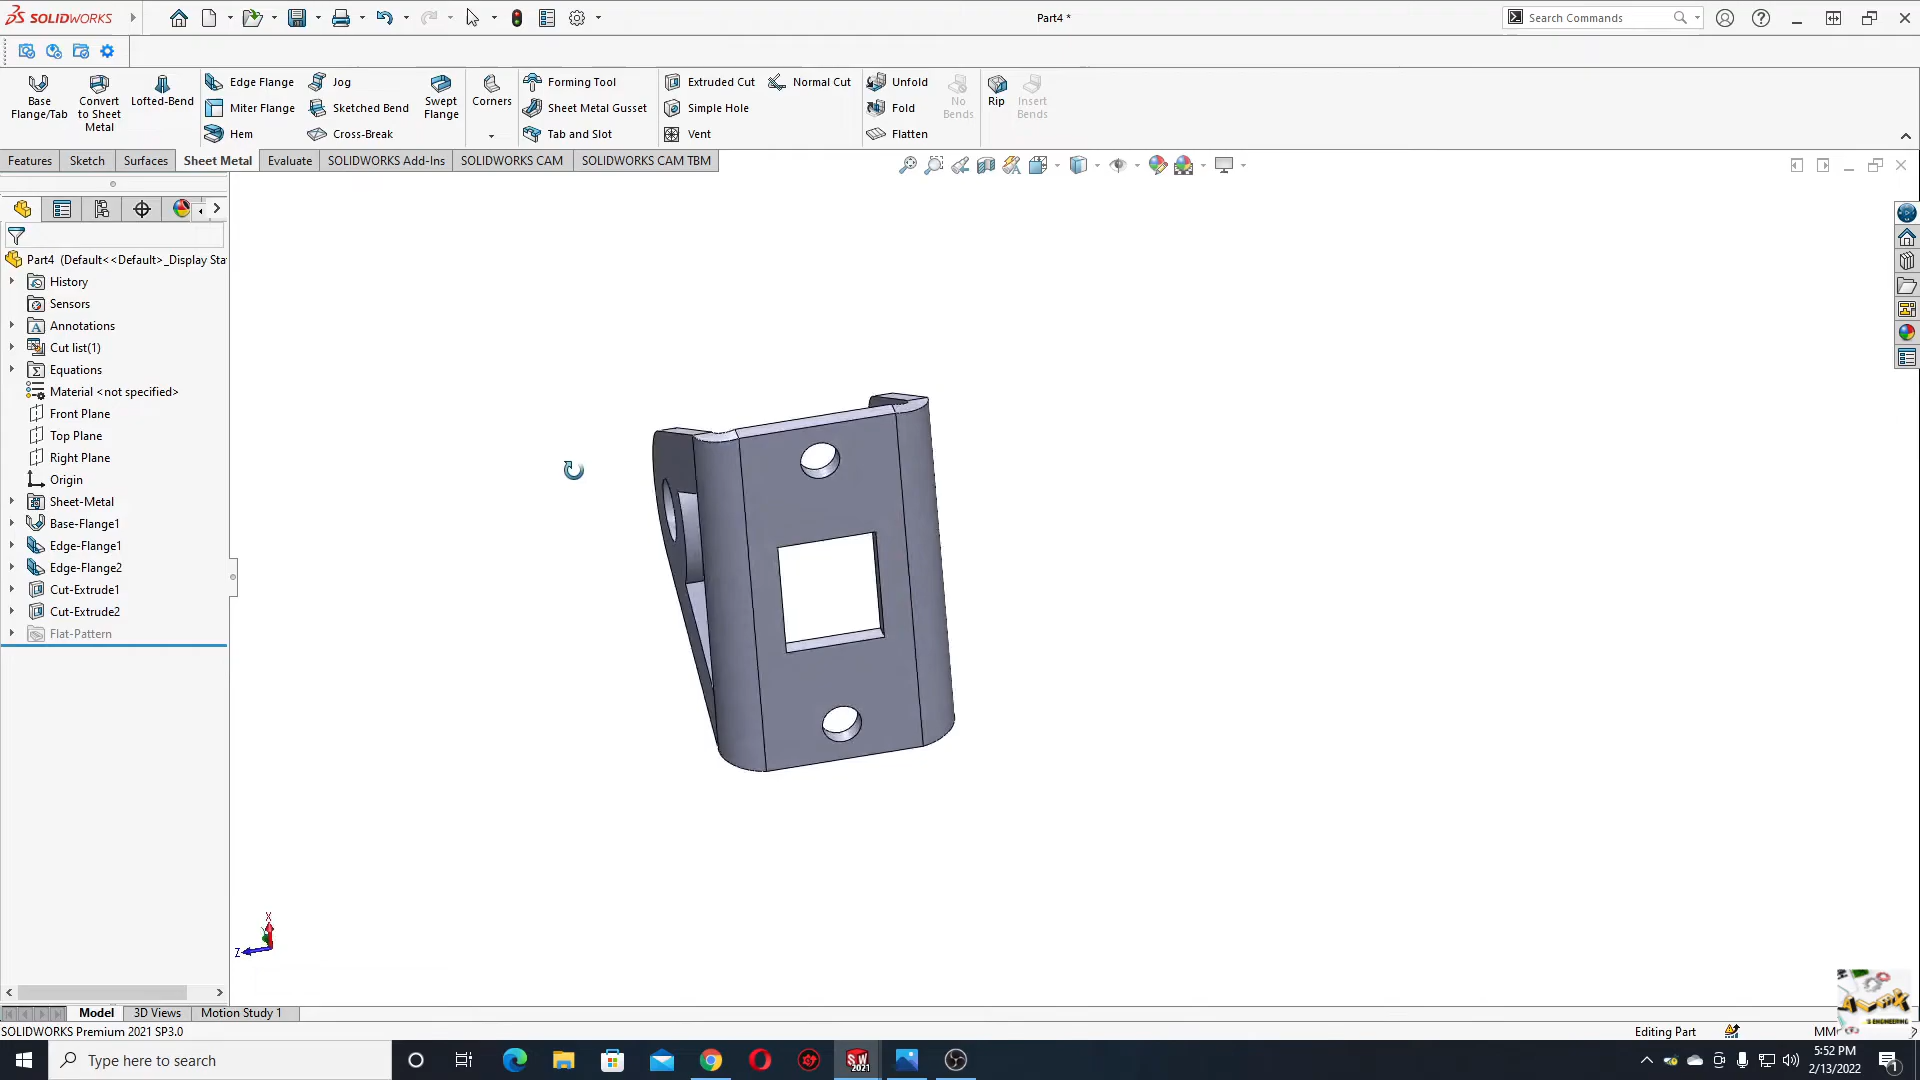 SOLIDWORKS
Part4 *
Search Commands
Base Flange/Tab
Convert to Sheet Metal
Lofted-Bend
Edge Flange
Miter Flange
Hem
Jog
Sketched Bend
Cross-Break
Swept Flange
Corners
Forming Tool
Sheet Metal Gusset
Tab and Slot
Extruded Cut
Simple Hole
Vent
Normal Cut
Unfold
Fold
Flatten
No Bends
Rip
Insert Bends
Features
Sketch
Surfaces
Sheet Metal
Evaluate
SOLIDWORKS Add-Ins
SOLIDWORKS CAM
SOLIDWORKS CAM TBM
Part4 (Default<<Default>_Display Sta
History
Sensors
Annotations
Cut list(1)
Equations
Material <not specified>
Front Plane
Top Plane
Right Plane
Origin
Sheet-Metal
Base-Flange1
Edge-Flange1
Edge-Flange2
Cut-Extrude1
Cut-Extrude2
Flat-Pattern
X
Z
Model
3D Views
Motion Study 1
SOLIDWORKS Premium 2021 SP3.0
Editing Part
Type here to search
SW
2021
5:52 PM
2/13/2022
1